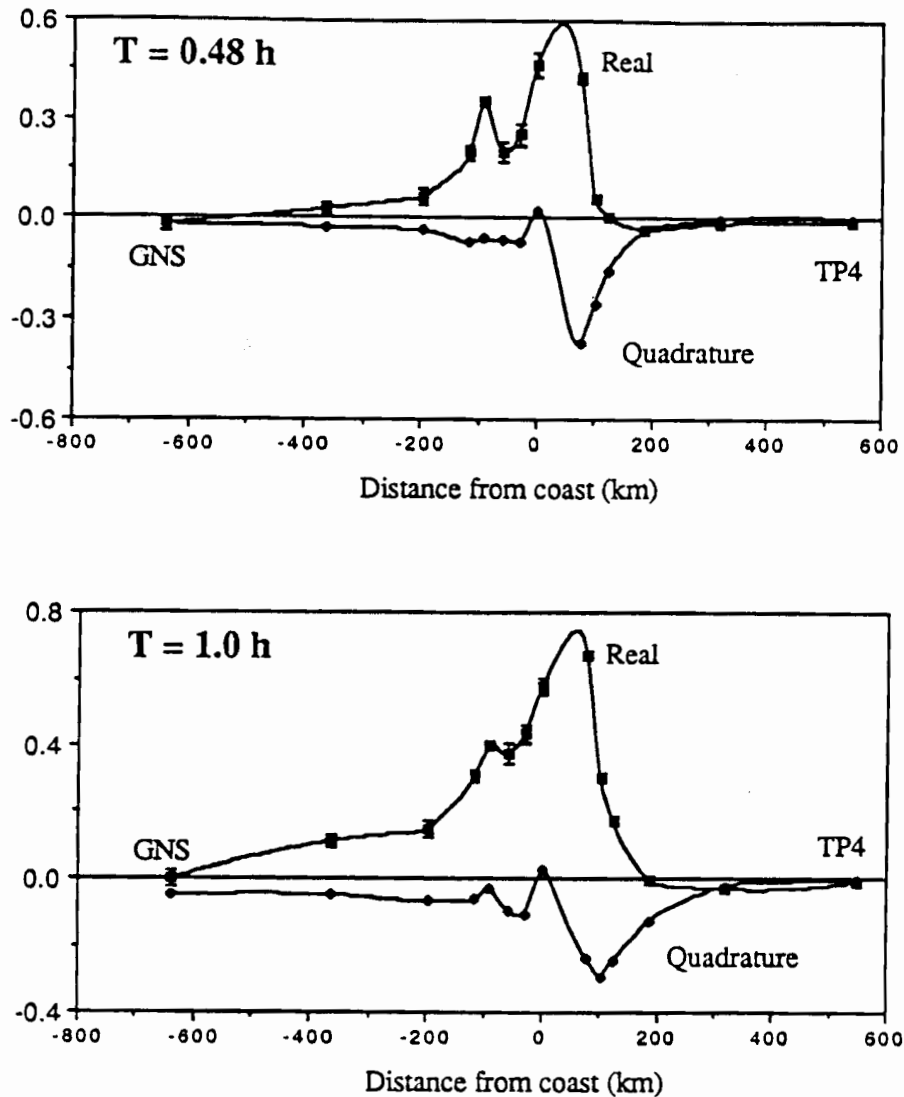 0.6
T = 0.48 h
Real
0.3
0.0
GNS
TP4
-0.3
Quadrature
-0.6
-800 -600 -400 -200 0 200 400 600
Distance from coast (km)
0.8
T = 1.0 h
Real
0.4
GNS
TP4
0.0
Quadrature
-0.4
-800 -600 -400 -200 0 200 400 600
Distance from coast (km)